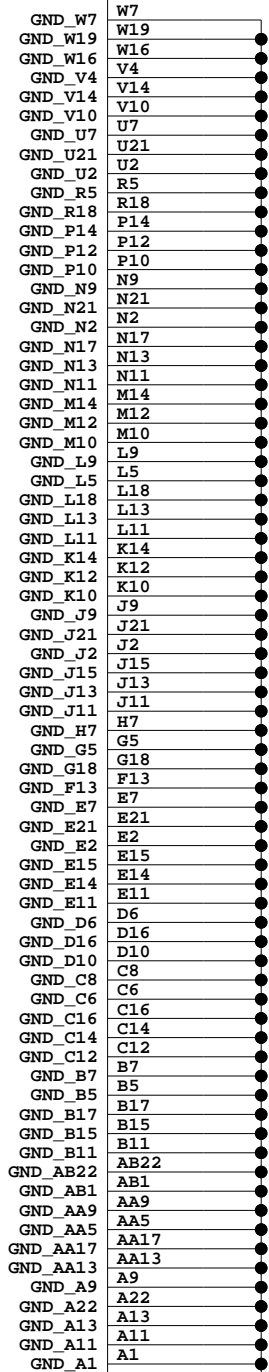 GND_W7 W7
GND_W19 W19
GND_W16 W16
GND_V4 V4
GND_V14 V14
GND_V10 V10
GND_U7 U7
GND_U21 U21
GND_U2 U2
GND_R5 R5
GND_R18 R18
GND_P14 P14
GND_P12 P12
GND_P10 P10
GND_N9 N9
GND_N21 N21
GND_N2 N2
GND_N17 N17
GND_N13 N13
GND_N11 N11
GND_M14 M14
GND_M12 M12
GND_M10 M10
GND_L9 L9
GND_L5 L5
GND_L18 L18
GND_L13 L13
GND_L11 L11
GND_K14 K14
GND_K12 K12
GND_K10 K10
GND_J9 J9
GND_J21 J21
GND_J2 J2
GND_J15 J15
GND_J13 J13
GND_J11 J11
GND_H7 H7
GND_G5 G5
GND_G18 G18
GND_F13 F13
GND_E7 E7
GND_E21 E21
GND_E2 E2
GND_E15 E15
GND_E14 E14
GND_E11 E11
GND_D6 D6
GND_D16 D16
GND_D10 D10
GND_C8 C8
GND_C6 C6
GND_C16 C16
GND_C14 C14
GND_C12 C12
GND_B7 B7
GND_B5 B5
GND_B17 B17
GND_B15 B15
GND_B11 B11
GND_AB22 AB22
GND_AB1 AB1
GND_AA9 AA9
GND_AA5 AA5
GND_AA17 AA17
GND_AA13 AA13
GND_A9 A9
GND_A22 A22
GND_A13 A13
GND_A11 A11
GND_A1 A1